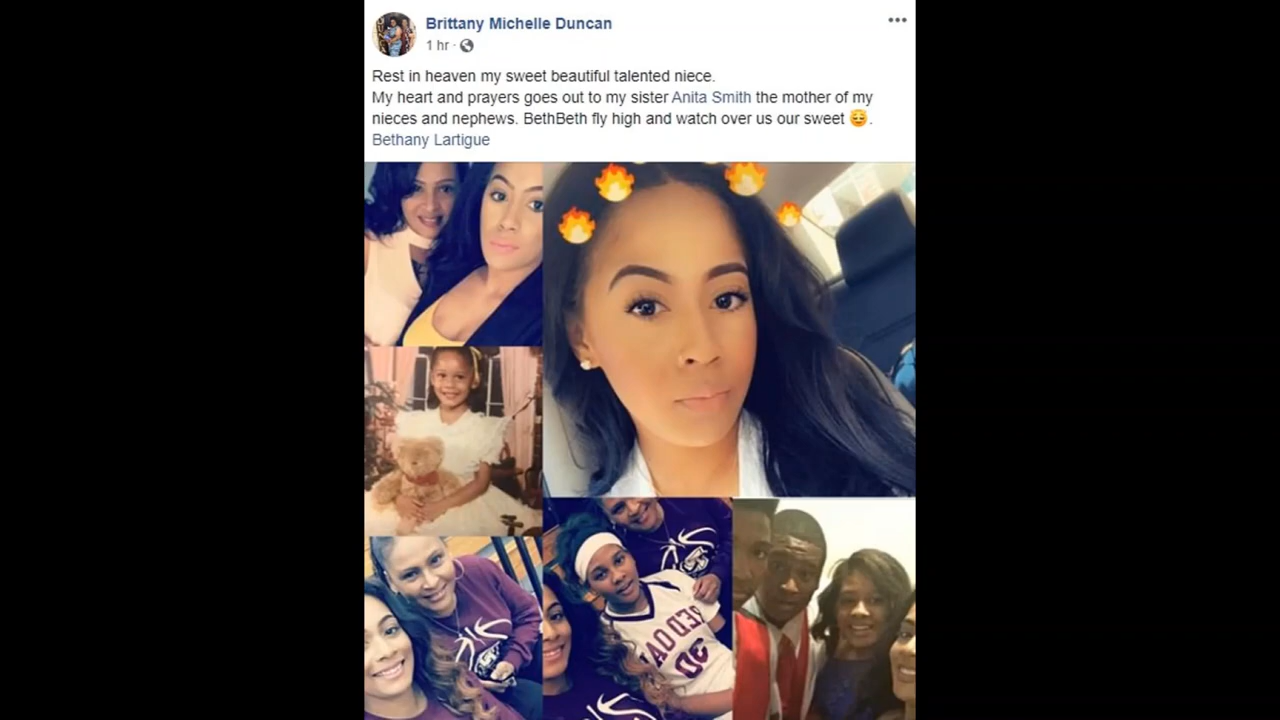 Brittany Michelle Duncan
1 hr ·
Rest in heaven my sweet beautiful talented niece.
My heart and prayers goes out to my sister Anita Smith the mother of my
nieces and nephews. BethBeth fly high and watch over us our sweet 😌.
Bethany Lartigue